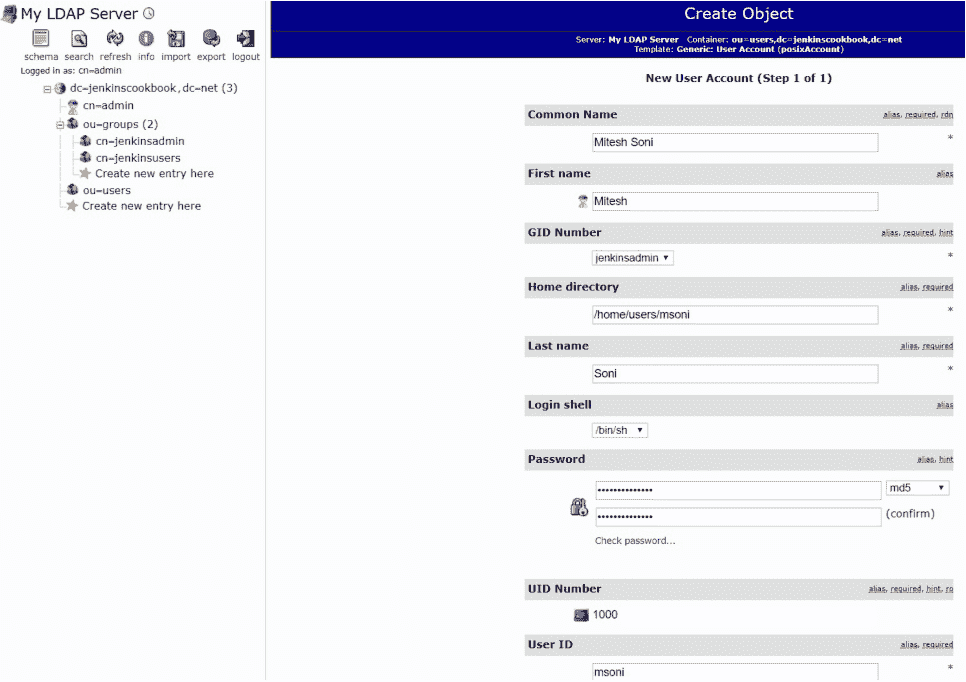 My LDAP Server
schema search refresh info import export logout
Logged in as: cn=admin
dc=jenkinscookbook,dc=net (3)
cn=admin
ou=groups (2)
cn=jenkinsadmin
cn=jenkinsusers
Create new entry here
ou=users
Create new entry here
Create Object
Server: My LDAP Server Container: ou=users,dc=jenkinscookbook,dc=net
Template: Generic: User Account (posixAccount)
New User Account (Step 1 of 1)
Common Name alias, required, rdn
Mitesh Soni *
First name alias
Mitesh
GID Number alias, required, hint
jenkinsadmin *
Home directory alias, required
/home/users/msoni *
Last name alias, required
Soni *
Login shell alias
/bin/sh
Password alias, hint
•••••••••••••• md5
•••••••••••••• (confirm)
Check password...
UID Number alias, required, hint, ro
1000
User ID alias, required
msoni *